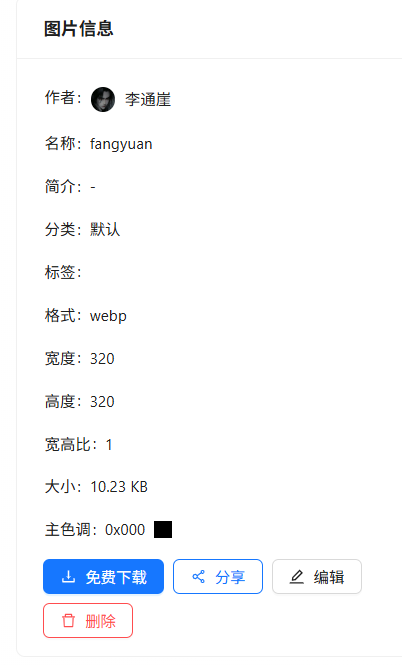 图片信息
作者：李通崖
名称：fangyuan
简介：-
分类：默认
标签：
格式：webp
宽度：320
高度：320
宽高比：1
大小：10.23 KB
主色调：0x000
免费下载 分享 编辑
删除